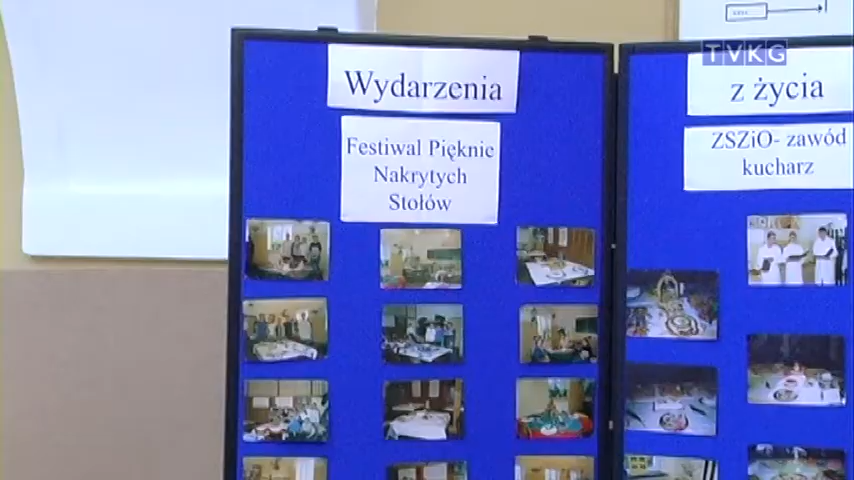 TVKG
Wydarzenia
z życia
Festiwal Pięknie
Nakrytych
Stołów
ZSZiO- zawód
kucharz